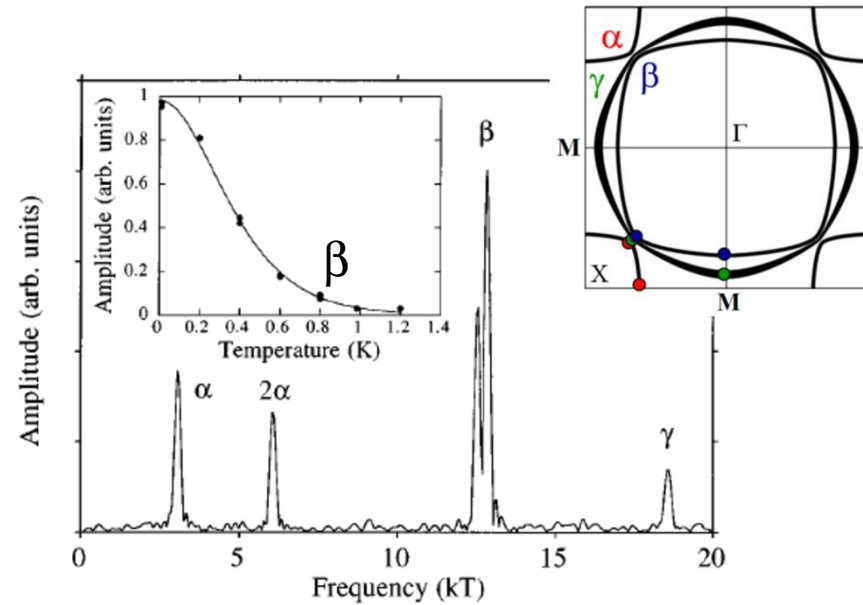 α
γ
β
Γ
M
X
M
Amplitude (arb. units)
1
0.8
0.6
0.4
0.2
0
0
0.2
0.4
0.6
0.8
1
1.2
1.4
Temperature (K)
β
β
α
2α
γ
Amplitude (arb. units)
0
5
10
15
20
Frequency (kT)